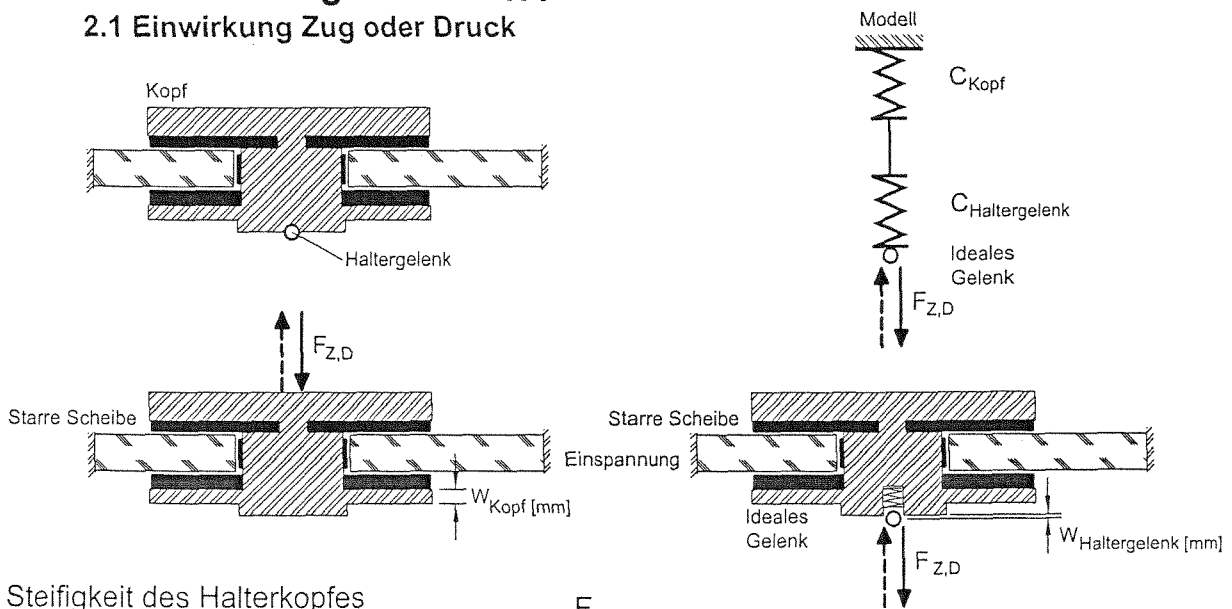 2.1 Einwirkung Zug oder Druck
Kopf
Haltergelenk
Modell
C Kopf
C Haltergelenk
Ideales
Gelenk
F Z,D
F Z,D
Starre Scheibe
W Kopf [mm]
Starre Scheibe
Einspannung
Ideales
Gelenk
W Haltergelenk [mm]
F Z,D
Steifigkeit des Halterkopfes
F